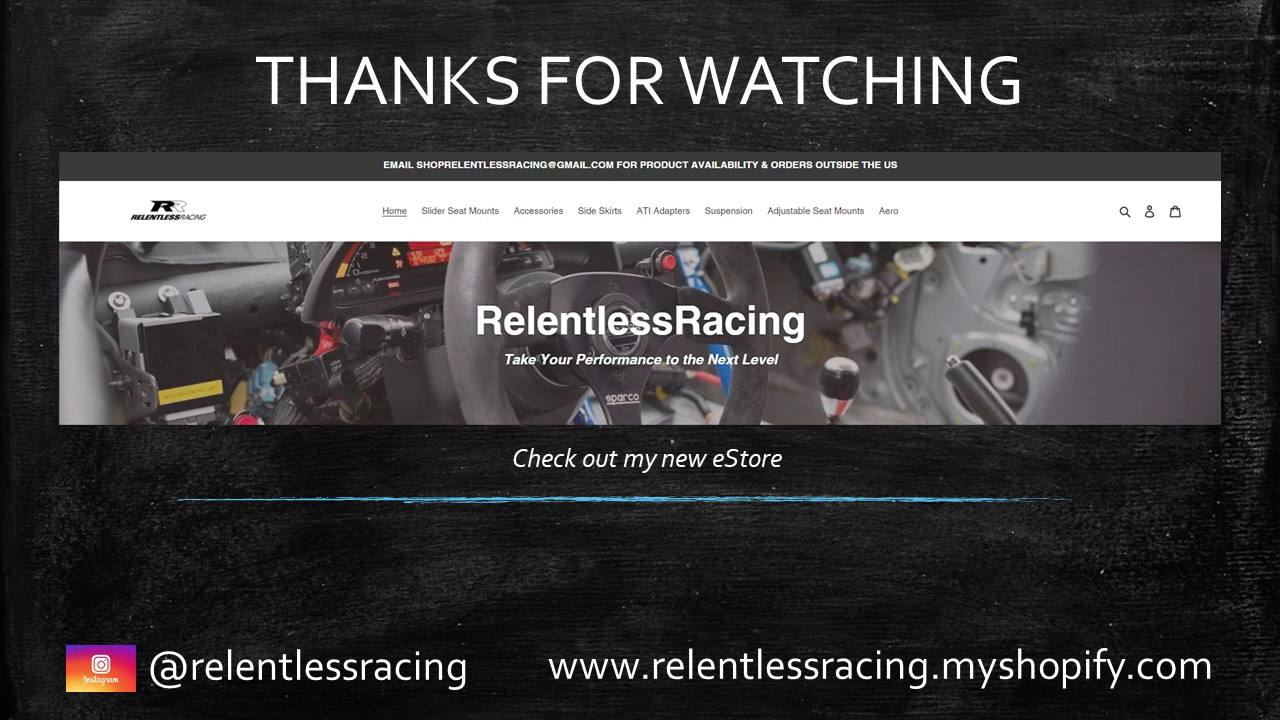 THANKS FOR WATCHING
EMAIL SHOPRELENTLESSRACING@GMAIL.COM FOR PRODUCT AVAILABILITY & ORDERS OUTSIDE THE US
RR
RELENTLESSRACING
Home Slider Seat Mounts Accessories Side Skirts ATI Adapters Suspension Adjustable Seat Mounts Aero
RelentlessRacing
Take Your Performance to the Next Level
sparco
Check out my new eStore
Instagram
@relentlessracing www.relentlessracing.myshopify.com